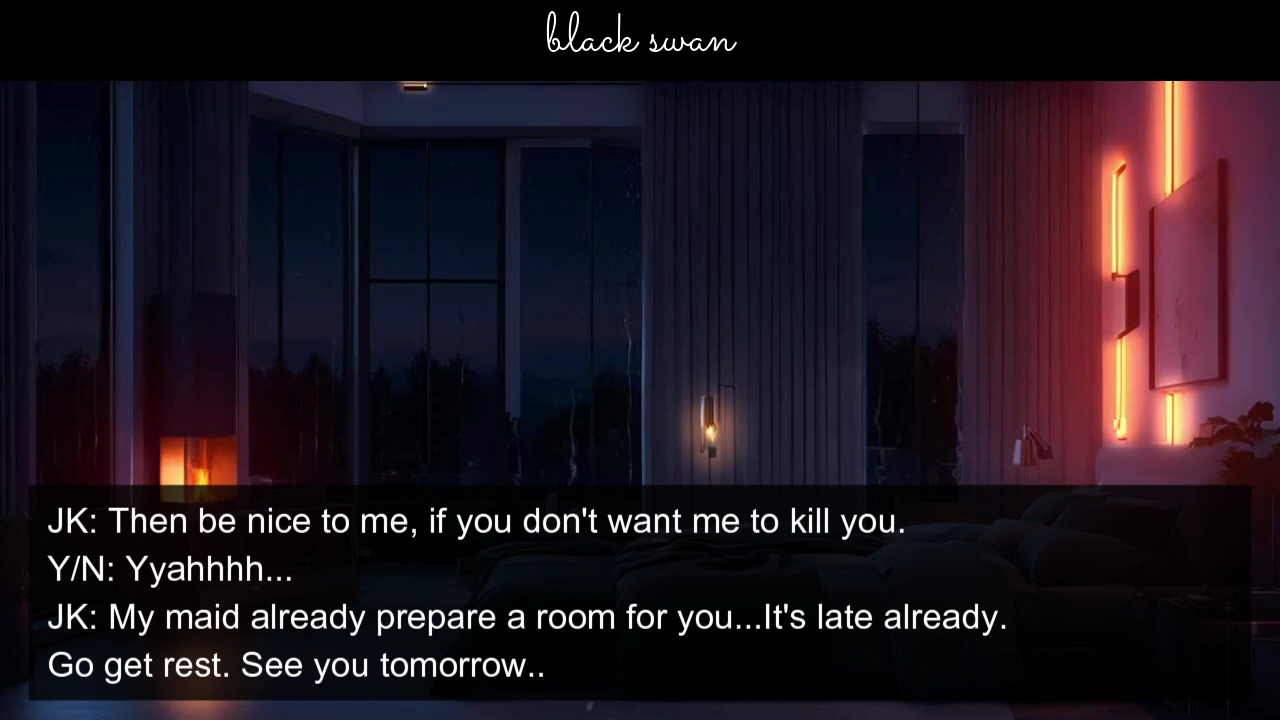 black swan
JK: Then be nice to me, if you don't want me to kill you.
Y/N: Yyahhhh...
JK: My maid already prepare a room for you...It's late already.
Go get rest. See you tomorrow..